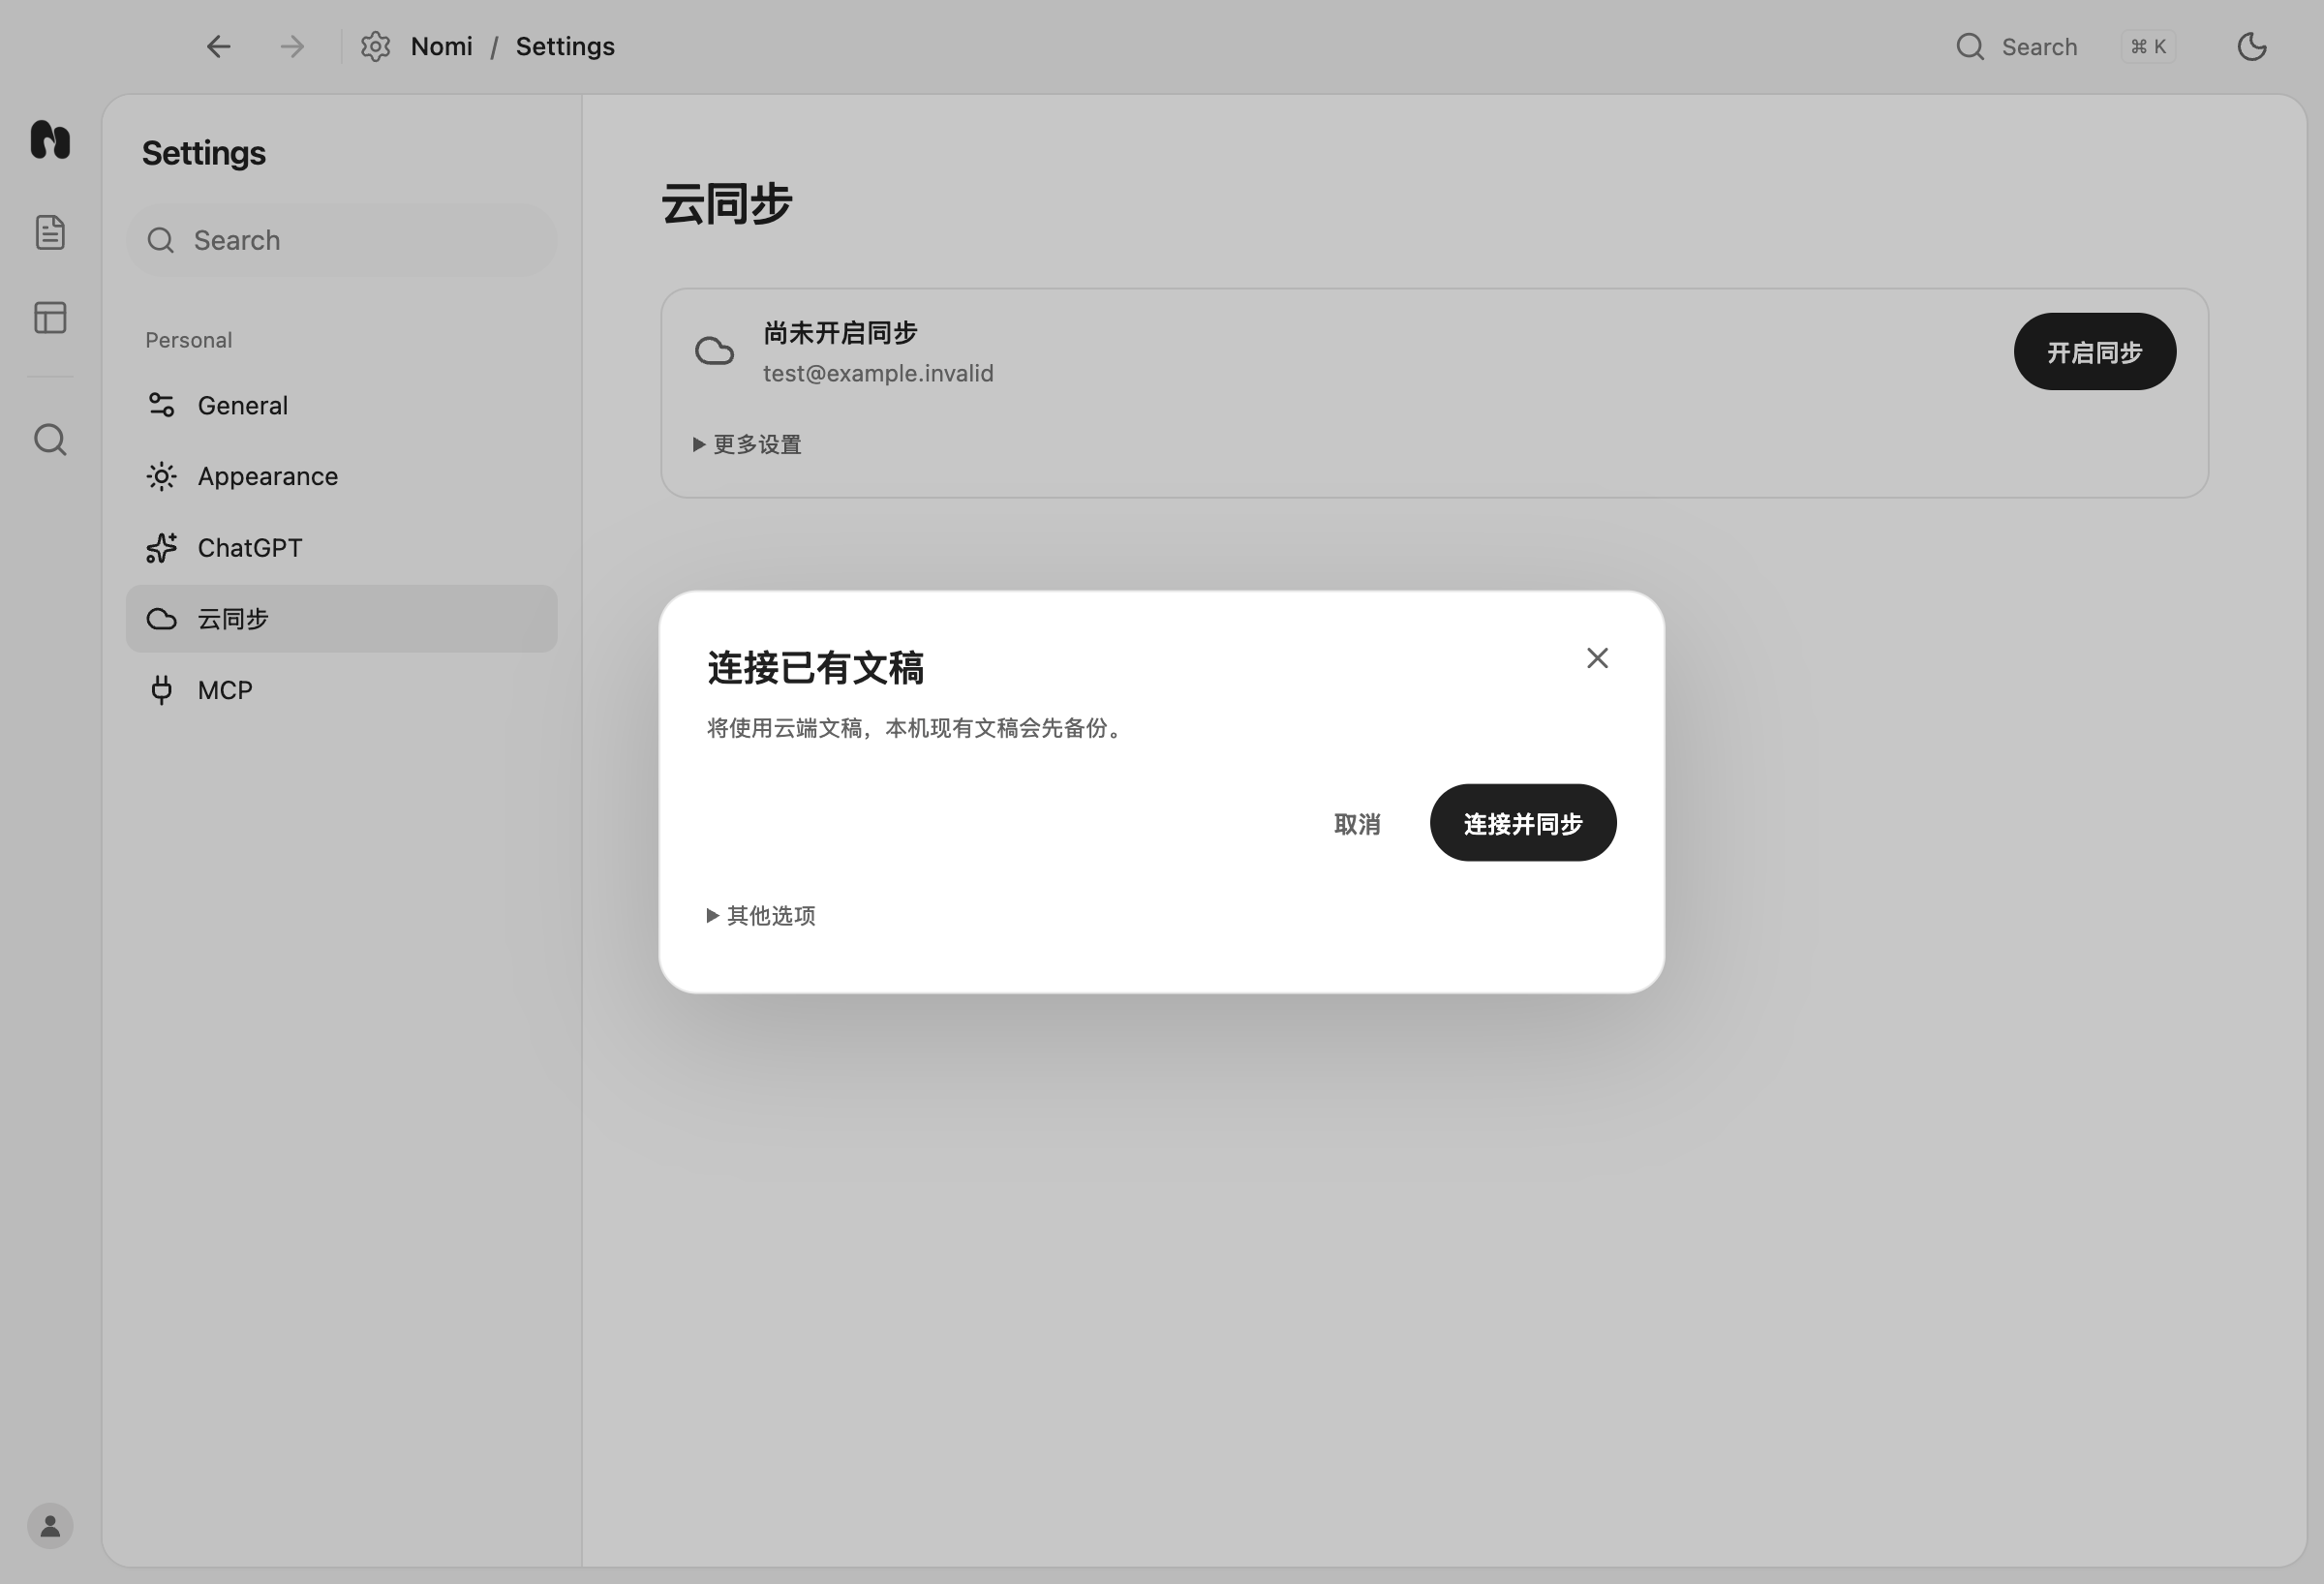 Nomi / Settings
Search ⌘ K
Settings
Search
Personal
General
Appearance
ChatGPT
云同步
MCP
云同步
尚未开启同步
test@example.invalid
开启同步
更多设置
连接已有文稿
将使用云端文稿，本机现有文稿会先备份。
取消
连接并同步
其他选项